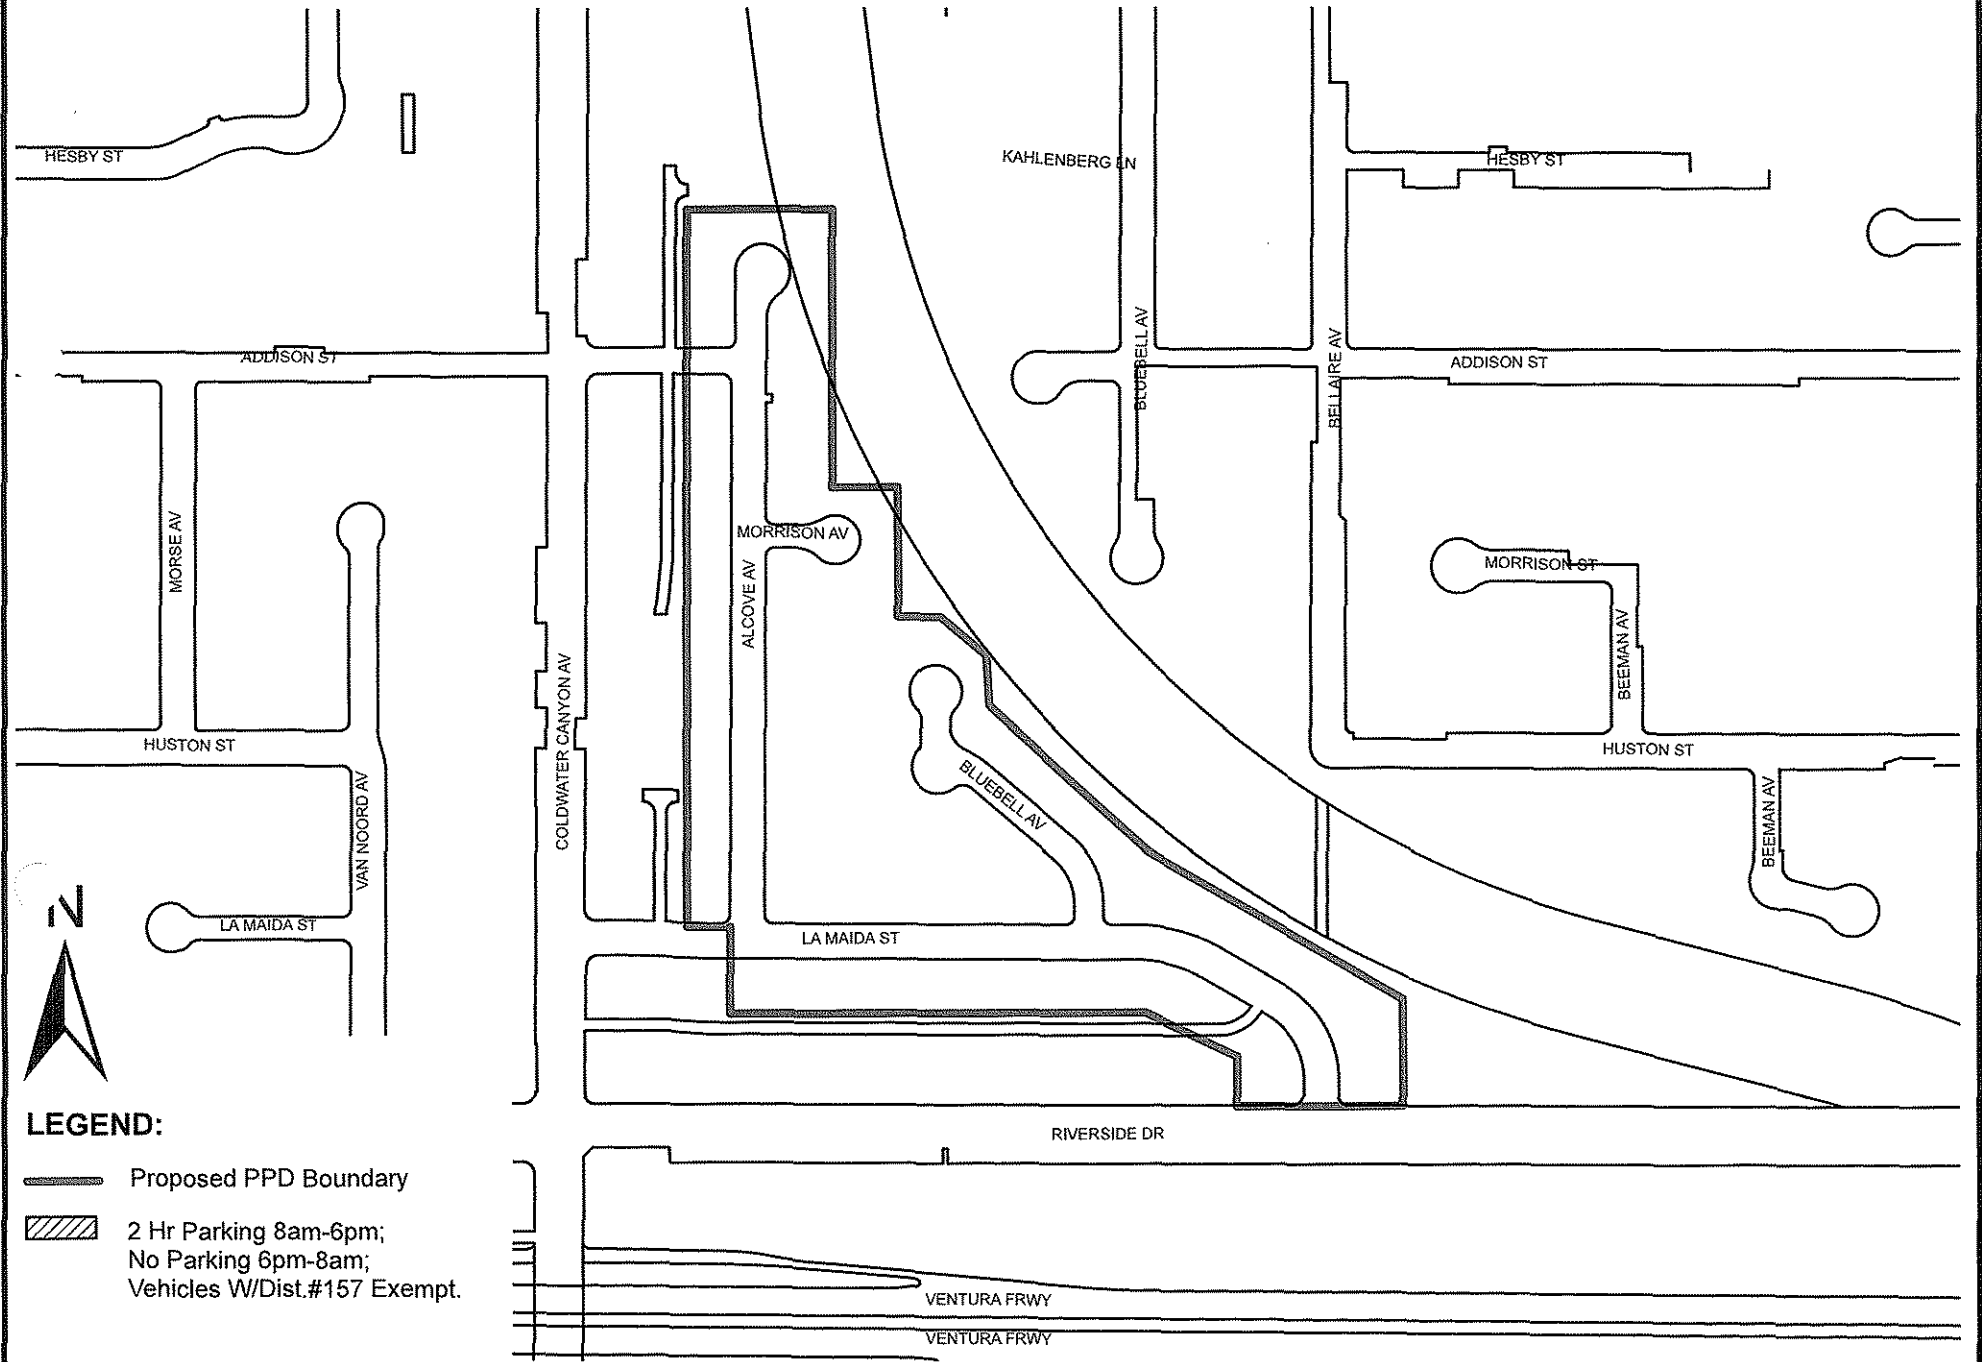 HESBY ST
KAHLENBERG LN
HESBY ST
ADDISON ST
BLUEBELL AV
BELLAIRE AV
ADDISON ST
MORSE AV
MORRISON AV
ALCOVE AV
MORRISON ST
BEEMAN AV
HUSTON ST
COLDWATER CANYON AV
BLUEBELL AV
HUSTON ST
VAN NOORD AV
BEEMAN AV
N
LA MAIDA ST
LA MAIDA ST
RIVERSIDE DR
LEGEND:
Proposed PPD Boundary
2 Hr Parking 8am-6pm;
No Parking 6pm-8am;
Vehicles W/Dist.#157 Exempt.
VENTURA FRWY
VENTURA FRWY